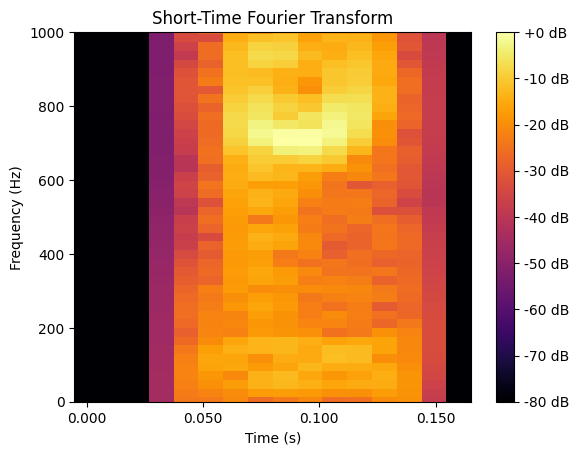 Short-Time Fourier Transform
1000
800
600
400
200
0
Frequency (Hz)
0.000
0.050
0.100
0.150
Time (s)
+0 dB
-10 dB
-20 dB
-30 dB
-40 dB
-50 dB
-60 dB
-70 dB
-80 dB